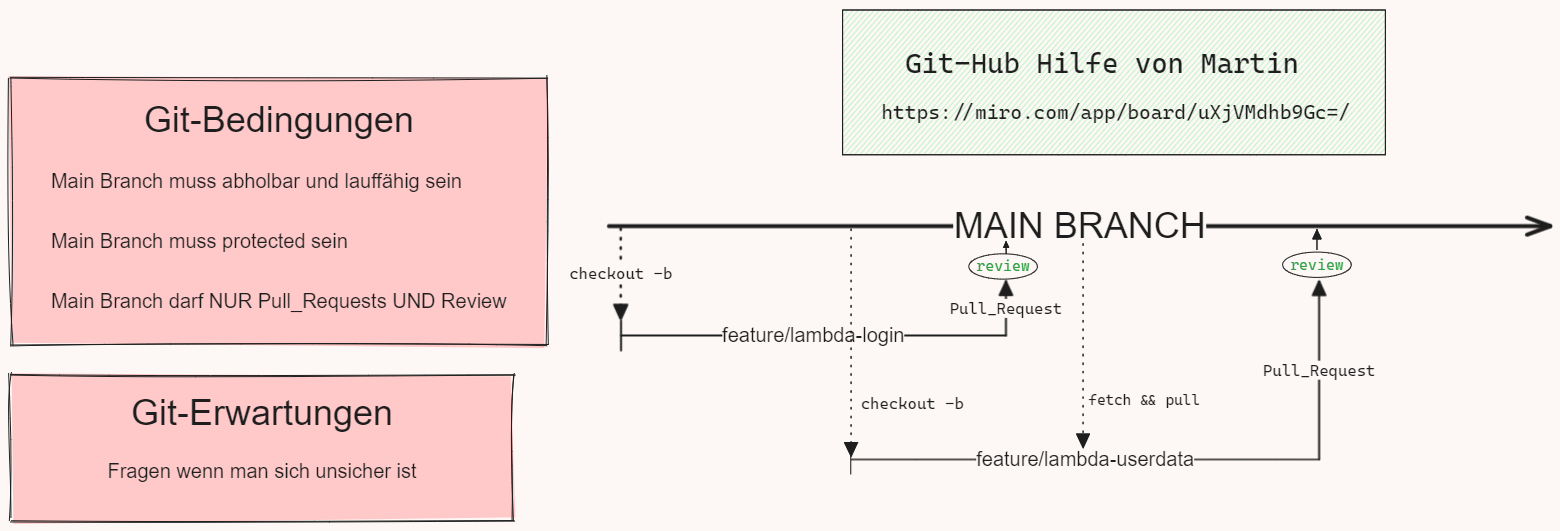 Git-Hub Hilfe von Martin
https://miro.com/app/board/uXjVMdhb9Gc=/
Git-Bedingungen
Main Branch muss abholbar und lauffähig sein
Main Branch muss protected sein
Main Branch darf NUR Pull_Requests UND Review
Git-Erwartungen
Fragen wenn man sich unsicher ist
MAIN BRANCH
checkout -b
review
review
Pull_Request
feature/lambda-login
Pull_Request
checkout -b
fetch && pull
feature/lambda-userdata